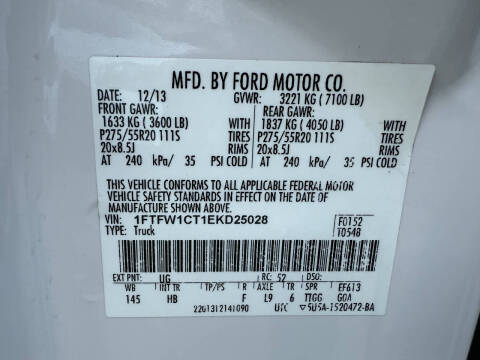 MFD. BY FORD MOTOR CO.
DATE: 12/13 GVWR: 3221 KG ( 7100 LB)
FRONT GAWR: REAR GAWR:
1633 KG ( 3600 LB) WITH 1837 KG ( 4050 LB) WITH
P275/55R20 111S TIRES P275/55R20 111S TIRES
20x8.5J RIMS 20x8.5J RIMS
AT 240 kPa/ 35 PSI COLD AT 240 kPa/ 35 PSI COLD
THIS VEHICLE CONFORMS TO ALL APPLICABLE FEDERAL MOTOR
VEHICLE SAFETY STANDARDS IN EFFECT ON THE DATE OF
MANUFACTURE SHOWN ABOVE.
VIN: 1FTFW1CT1EKD25028 F0152
TYPE: Truck T0548
EXT PNT: UG RC: 52 DSO:
WB INT TR TP/PS R AXLE TR SPR EF613
145 HB F L9 6 TTGG GOA
2201312141090 UTC ▽5U5A-1520472-BA